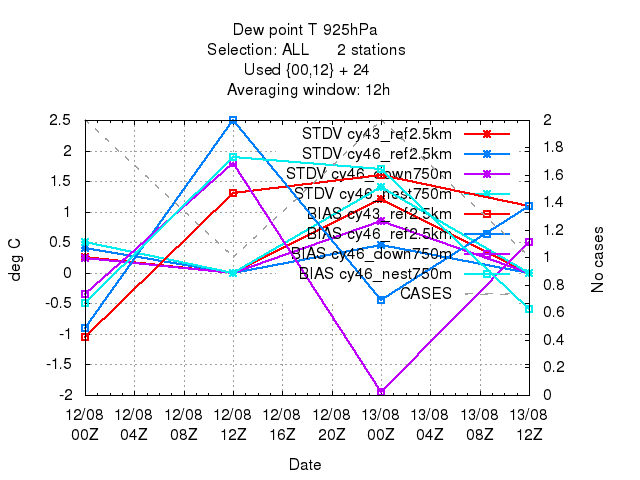 Dew point T 925hPa
Selection: ALL 2 stations
Used {00,12} + 24
Averaging window: 12h
2.5
2
1.5
1
0.5
0
-0.5
-1
-1.5
-2
deg C
2
1.8
1.6
1.4
1.2
1
0.8
0.6
0.4
0.2
0
No cases
STDV cy43_ref2.5km
STDV cy46_ref2.5km
STDV cy46_down750m
STDV cy46_nest750m
BIAS cy43_ref2.5km
BIAS cy46_ref2.5km
BIAS cy46_down750m
BIAS cy46_nest750m
CASES
12/08 12/08 12/08 12/08 12/08 12/08 13/08 13/08 13/08 13/08
00Z 04Z 08Z 12Z 16Z 20Z 00Z 04Z 08Z 12Z
Date